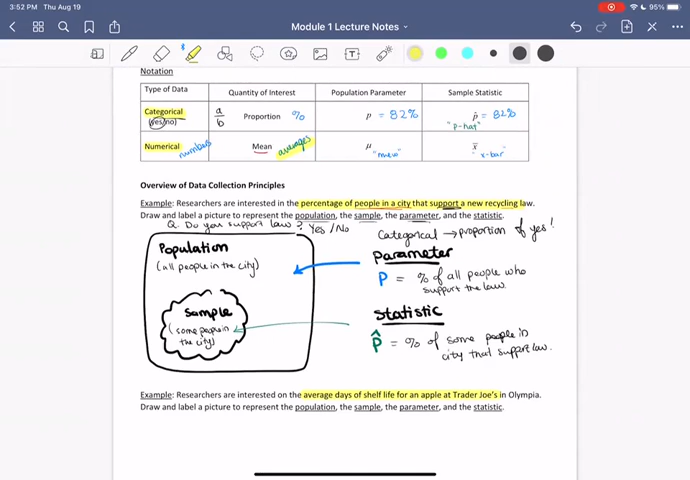 3:52 PM Thu Aug 19
95%
Module 1 Lecture Notes
Notation
Type of Data Quantity of Interest Population Parameter Sample Statistic
Categorical a/b Proportion % p = 82% p̂ = 82%
(yes/no) "p-hat"
Numerical numbers Mean averages μ "mew" x̄ "x-bar"
Overview of Data Collection Principles
Example: Researchers are interested in the percentage of people in a city that support a new recycling law.
Draw and label a picture to represent the population, the sample, the parameter, and the statistic.
Q: Do you support law? Yes/No
Categorical → proportion of yes!
Population
(all people in the city)
Parameter
P = % of all people who
support the law.
Sample
(some people in
the city)
Statistic
P̂ = % of some people in
city that support law.
Example: Researchers are interested on the average days of shelf life for an apple at Trader Joe's in Olympia.
Draw and label a picture to represent the population, the sample, the parameter, and the statistic.